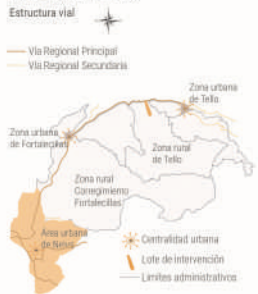 Estructura vial
Vía Regional Principal
Vía Regional Secundaria
Zona urbana
de Tello
Zona urbana
de Fortalecillas
Zona rural
de Tello
Zona rural
Corregimiento
Fortalecillas
Área urbana
de Neiva
Centralidad urbana
Lote de intervención
Límites administrativos